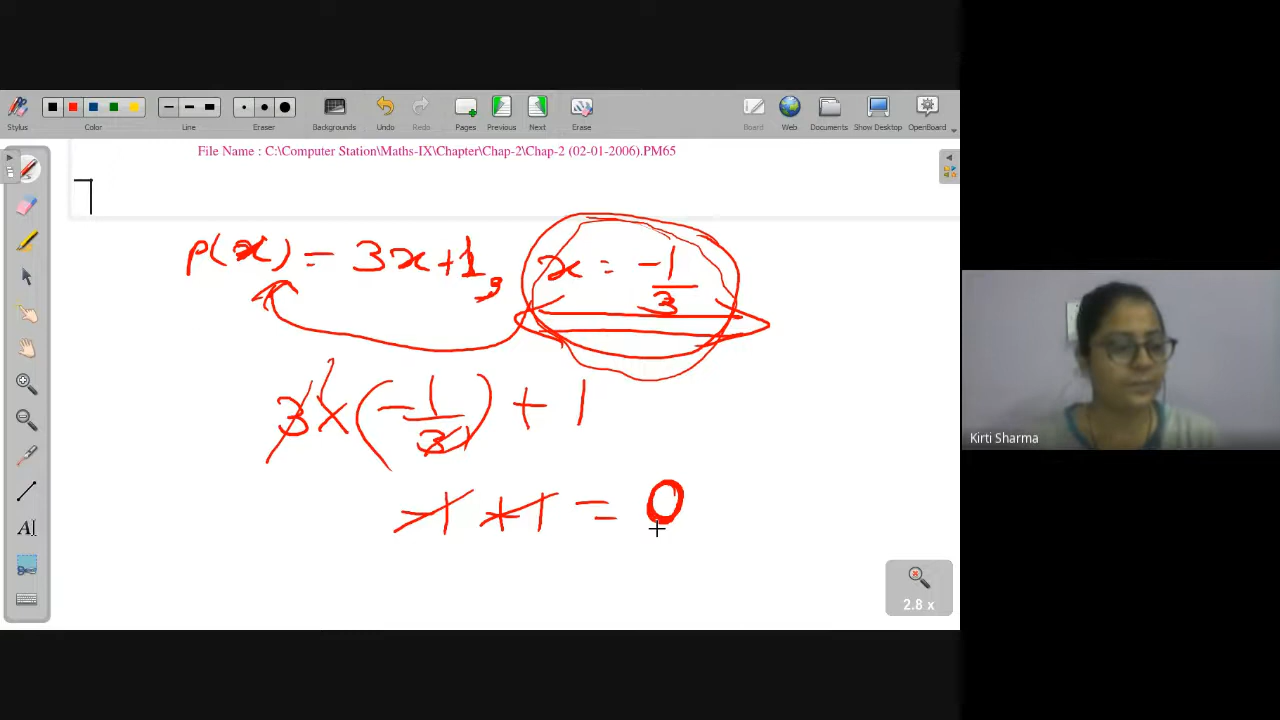 Stylus Color Line Eraser Backgrounds Undo Redo Pages Previous Next Erase Board Web Documents Show Desktop OpenBoard
File Name : C:\Computer Station\Maths-IX\Chapter\Chap-2\Chap-2 (02-01-2006).PM65
p(x) = 3x+1, x = -1/3
3 × (-1/3) + 1
-1 +1 = 0
Kirti Sharma
2.8 x